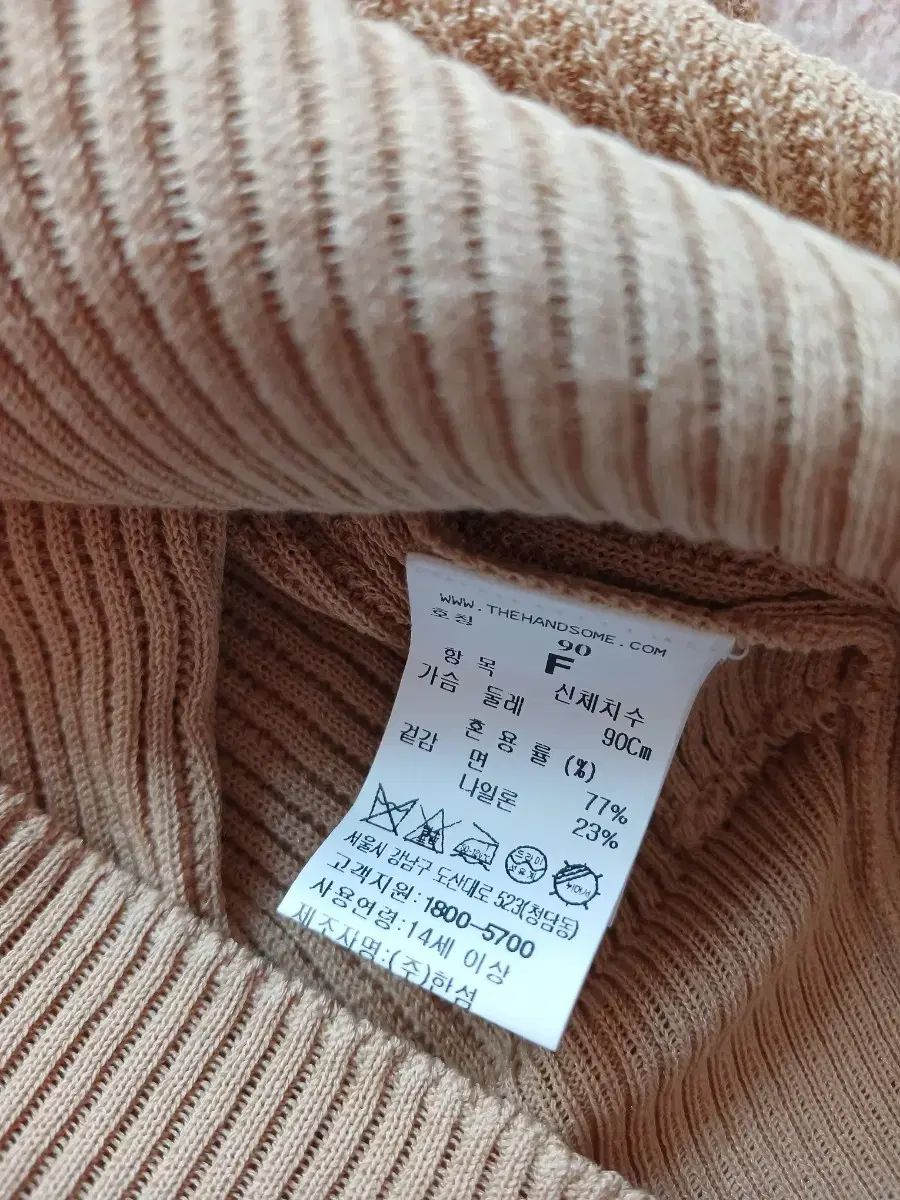 WWW.THEHANDSOME.COM
호칭 90
F
항 목 신체치수
가슴 둘레 90Cm
혼 용 률 (%)
겉감 면 77%
나일론 23%
드라이
서울시 강남구 도산대로 523(청담동)
고객지원:1800-5700
사용연령:14세 이상
제조자명:(주)한섬